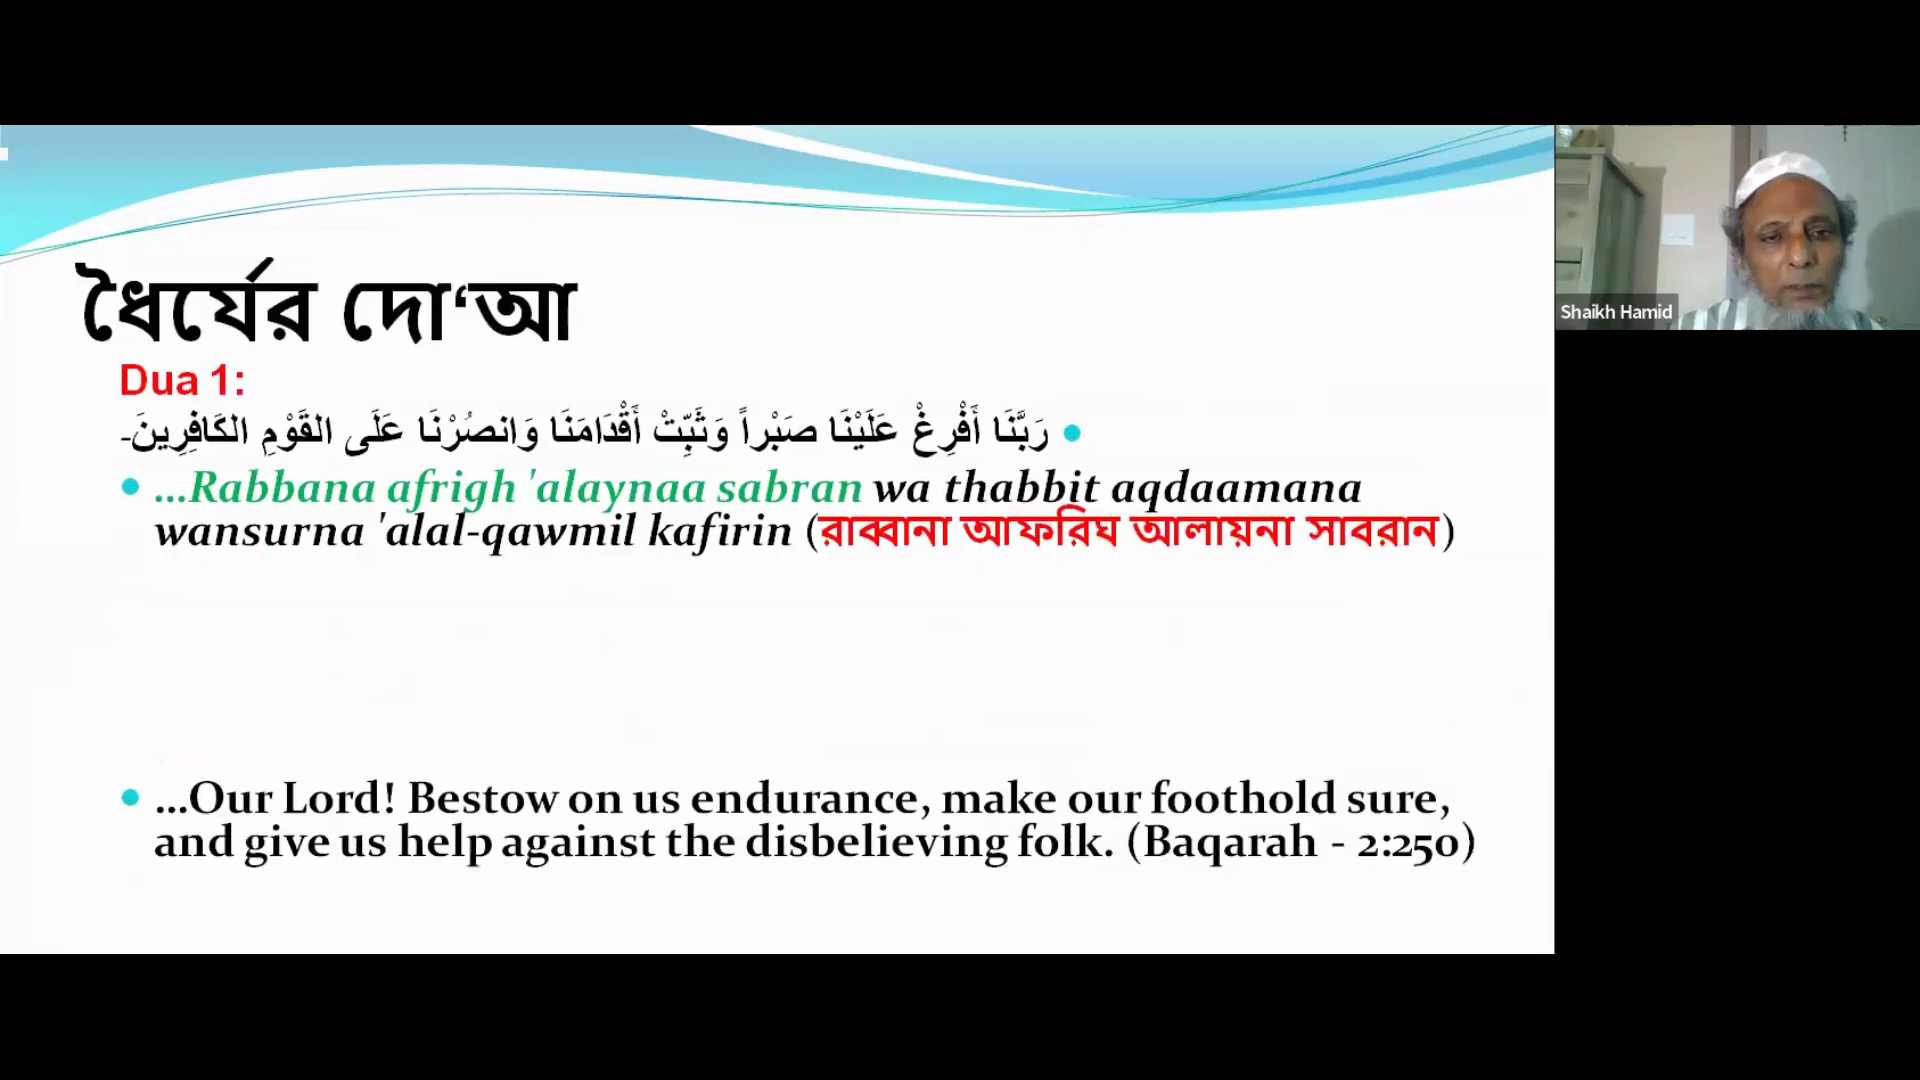 ধৈর্যের দো‘আ
Dua 1:
• رَبَّنَا أَفْرِغْ عَلَيْنَا صَبْراً وَثَبِّتْ أَقْدَامَنَا وَانصُرْنَا عَلَى القَوْمِ الكَافِرِينَ-
• ...Rabbana afrigh 'alaynaa sabran wa thabbit aqdaamana
wansurna 'alal-qawmil kafirin (রাব্বানা আফরিঘ আলায়না সাবরান)
• ...Our Lord! Bestow on us endurance, make our foothold sure,
and give us help against the disbelieving folk. (Baqarah - 2:250)
Shaikh Hamid